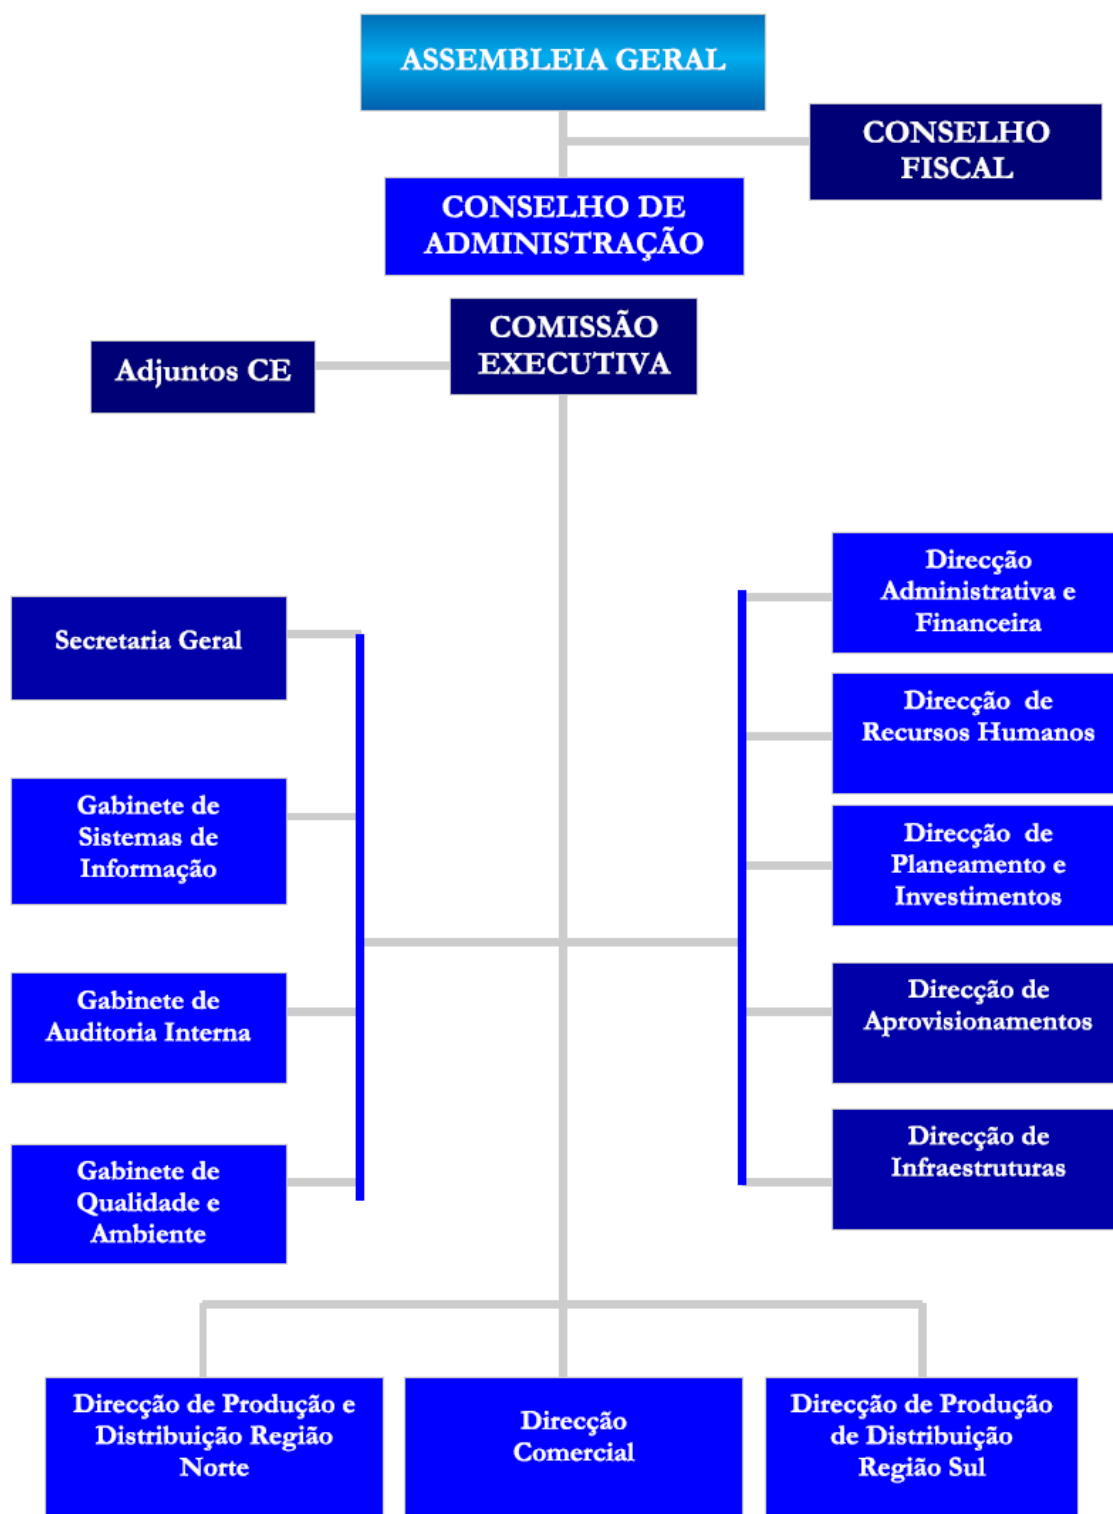 ASSEMBLEIA GERAL
CONSELHO
FISCAL
CONSELHO DE
ADMINISTRAÇÃO
COMISSÃO
EXECUTIVA
Adjuntos CE
Secretaria Geral
Gabinete de
Sistemas de
Informação
Gabinete de
Auditoria Interna
Gabinete de
Qualidade e
Ambiente
Direcção
Administrativa e
Financeira
Direcção de
Recursos Humanos
Direcção de
Planeamento e
Investimentos
Direcção de
Aprovisionamentos
Direcção de
Infraestruturas
Direcção de Produção e
Distribuição Região
Norte
Direcção
Comercial
Direcção de Produção
de Distribuição
Região Sul